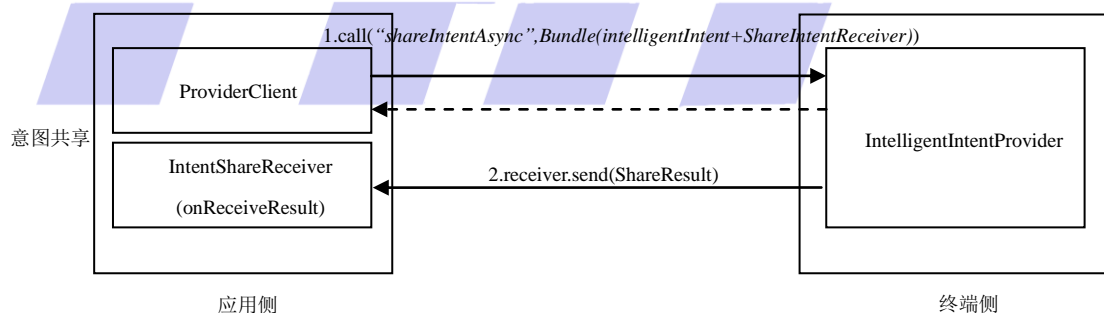 1.call(“shareIntentAsync”,Bundle(intelligentIntent+ShareIntentReceiver))
ProviderClient
意图共享
IntelligentIntentProvider
IntentShareReceiver
(onReceiveResult)
2.receiver.send(ShareResult)
应用侧
终端侧